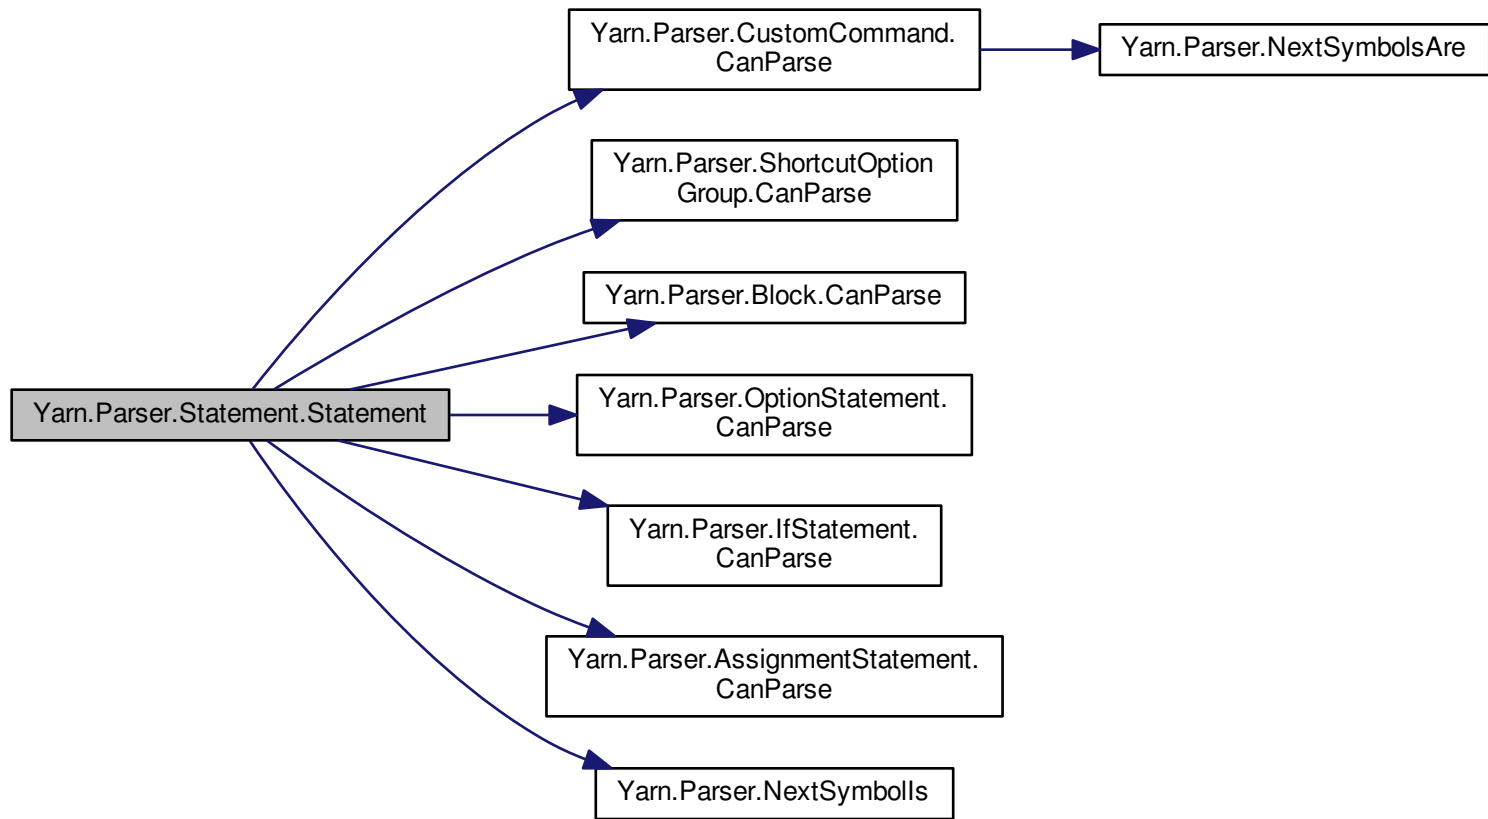 Yarn.Parser.CustomCommand.
CanParse
Yarn.Parser.NextSymbolsAre
Yarn.Parser.ShortcutOption
Group.CanParse
Yarn.Parser.Block.CanParse
Yarn.Parser.Statement.Statement
Yarn.Parser.OptionStatement.
CanParse
Yarn.Parser.IfStatement.
CanParse
Yarn.Parser.AssignmentStatement.
CanParse
Yarn.Parser.NextSymbolIs